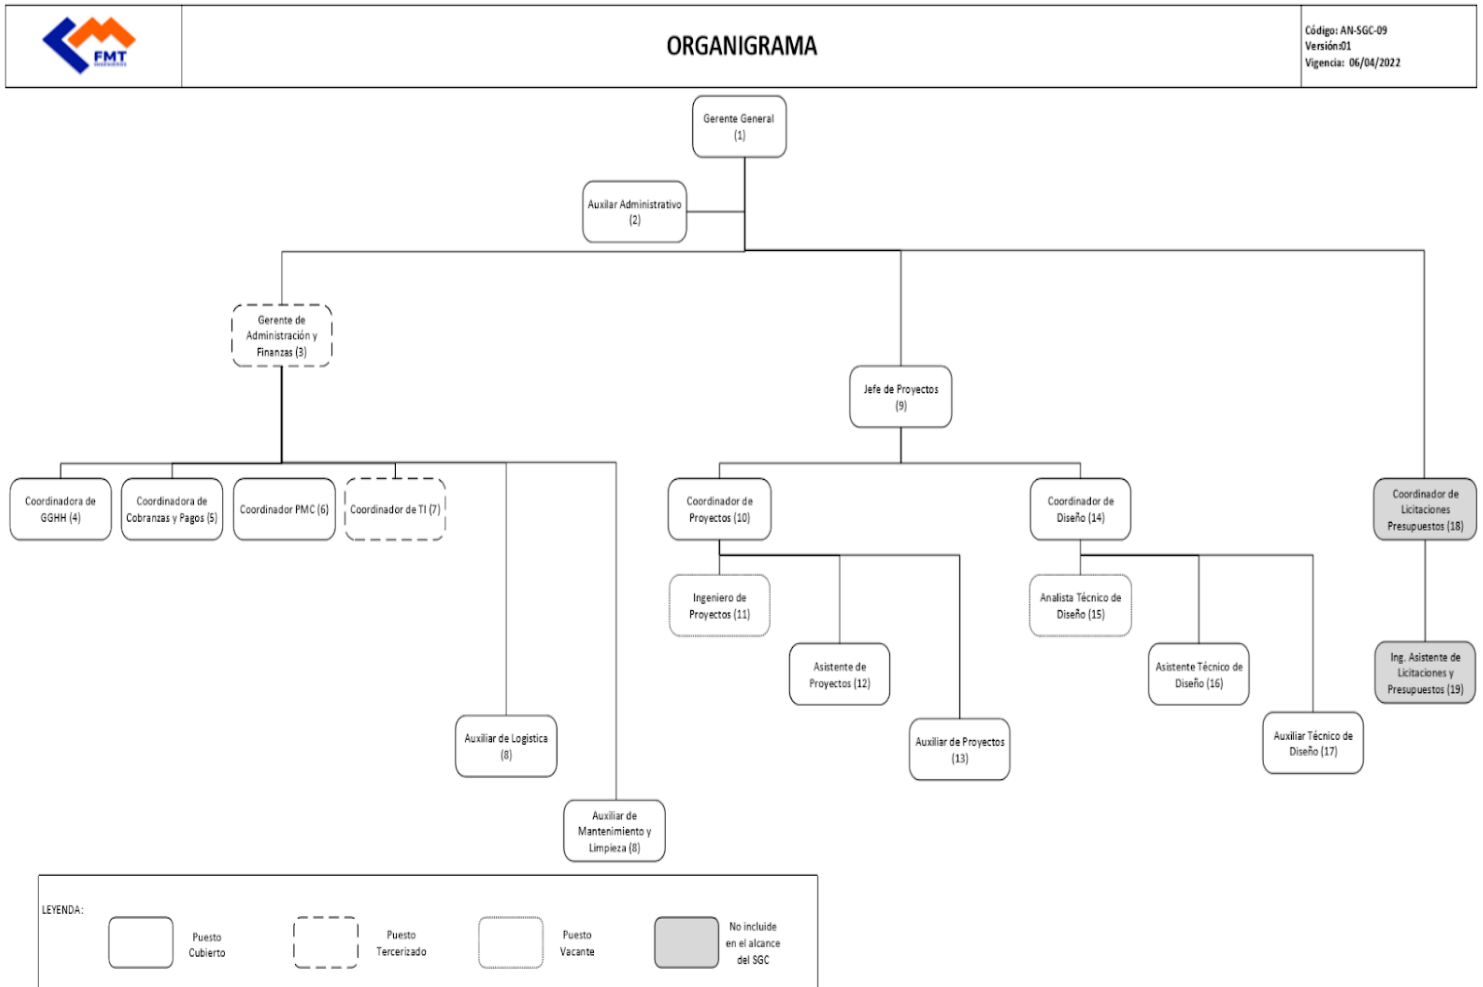 FMT
INGENIEROS
ORGANIGRAMA
Código: AN-SGC-09
Versión:01
Vigencia: 06/04/2022
Gerente General
(1)
Auxilar Administrativo
(2)
Gerente de
Administración y
Finanzas (3)
Jefe de Proyectos
(9)
Coordinadora de
GGHH (4)
Coordinadora de
Cobranzas y Pagos (5)
Coordinador PMC (6)
Coordinador de TI (7)
Coordinador de
Proyectos (10)
Coordinador de
Diseño (14)
Coordinador de
Licitaciones
Presupuestos (18)
Ingeniero de
Proyectos (11)
Analista Técnico de
Diseño (15)
Asistente de
Proyectos (12)
Asistente Técnico de
Diseño (16)
Ing. Asistente de
Licitaciones y
Presupuestos (19)
Auxiliar de Logistica
(8)
Auxiliar de Proyectos
(13)
Auxiliar Técnico de
Diseño (17)
Auxiliar de
Mantenimiento y
Limpieza (8)
LEYENDA:
Puesto
Cubierto
Puesto
Tercerizado
Puesto
Vacante
No incluide
en el alcance
del SGC